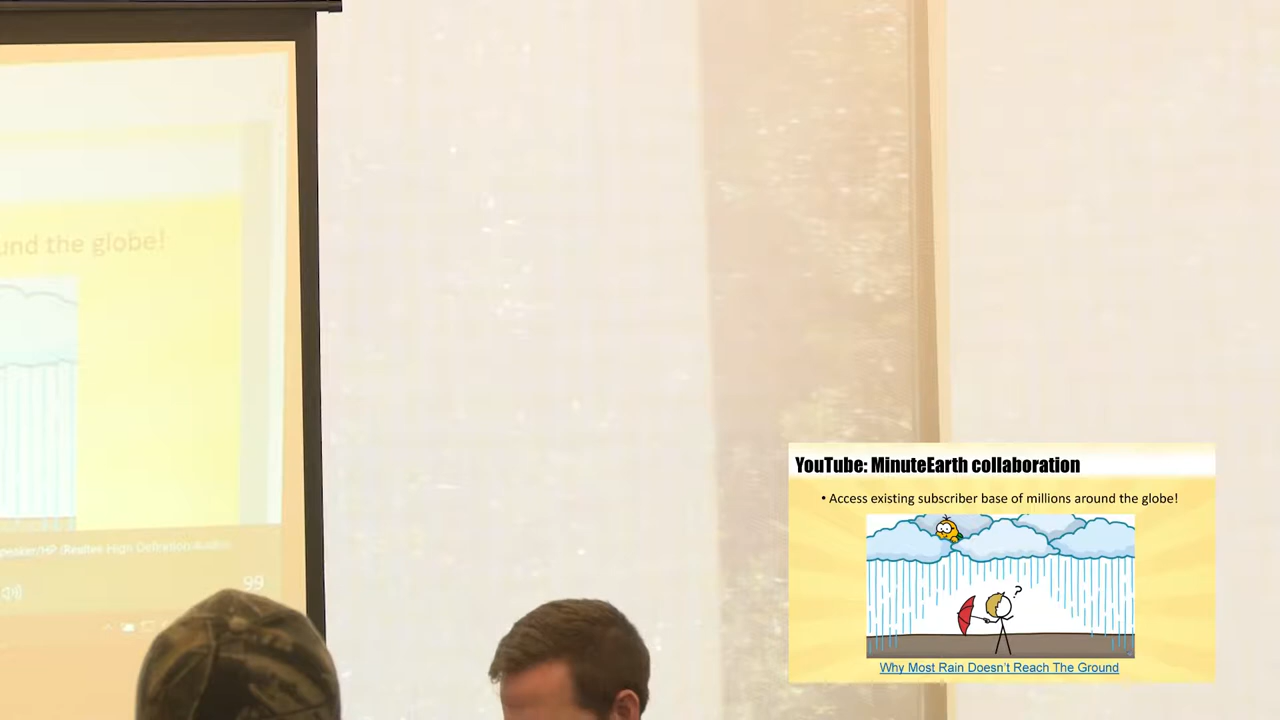 und the globe!
99
YouTube: MinuteEarth collaboration
• Access existing subscriber base of millions around the globe!
?
Why Most Rain Doesn't Reach The Ground